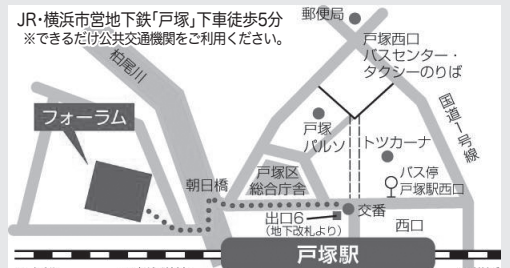 JR・横浜市営地下鉄「戸塚」下車徒歩5分
※できるだけ公共交通機関をご利用ください。
郵便局
戸塚西口
バスセンター・
タクシーのりば
柏尾川
国道1号線
フォーラム
戸塚
パルソ
トツカーナ
戸塚区
総合庁舎
バス停
戸塚駅西口
朝日橋
出口6
(地下改札より)
交番
西口
戸塚駅